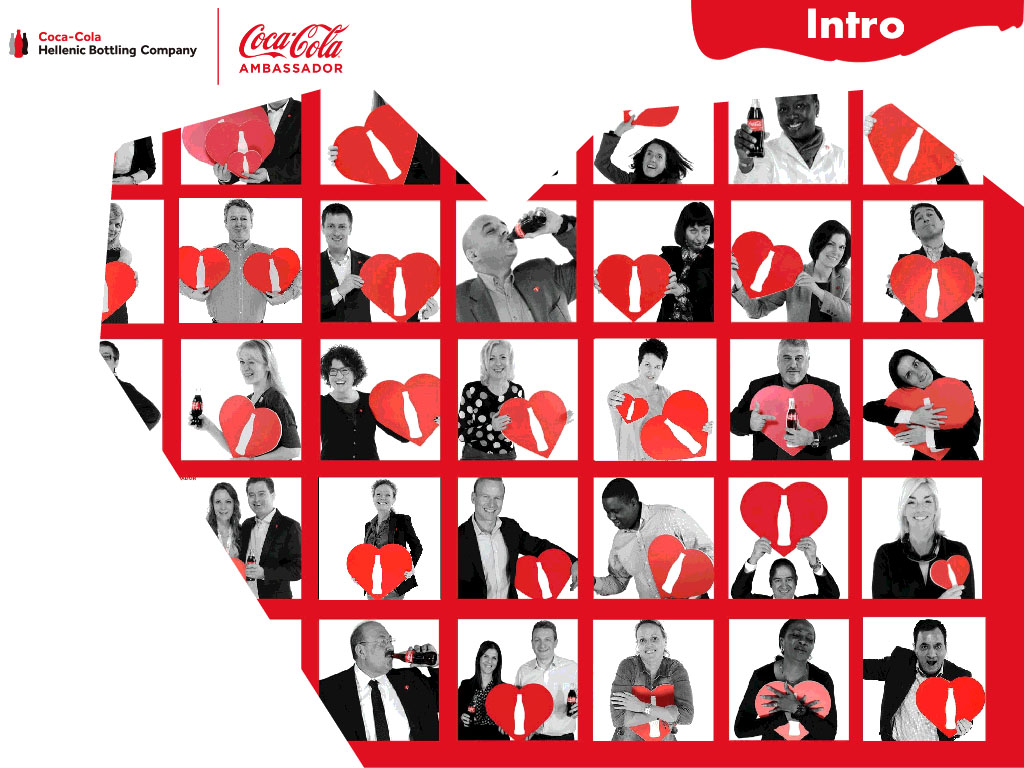 Coca-Cola
Hellenic Bottling Company
Coca-Cola
AMBASSADOR
Intro